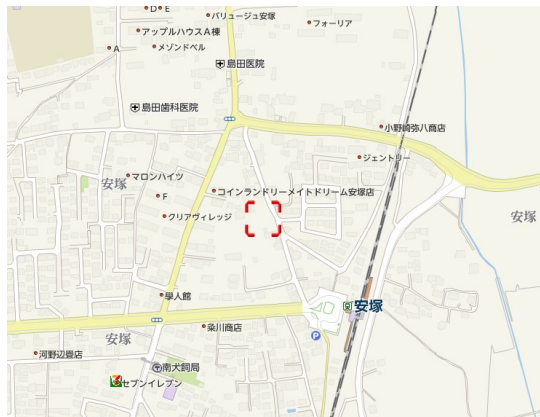 D E
バリュージュ安塚
フォーリア
アップルハウスA棟
A
メゾンドベル
島田医院
島田歯科医院
小野崎弥八商店
ジェントリー
マロンハイツ
安塚
コインランドリーメイトドリーム安塚店
F
クリアヴィレッジ
安塚
學人館
安塚
粂川商店
安塚
P
河野辺畳店
南犬飼局
セブンイレブン